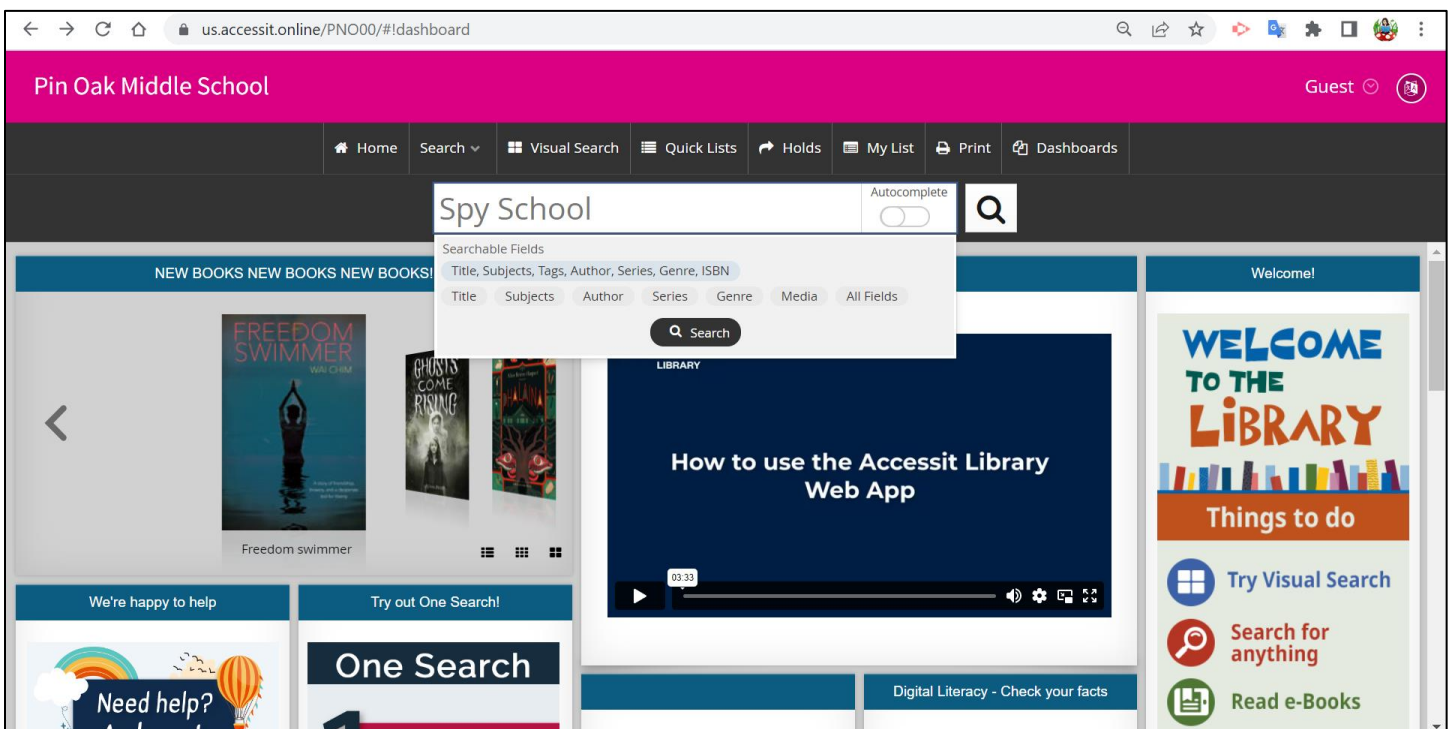 us.accessit.online/PNO00/#!dashboard
Pin Oak Middle School
Guest
Home
Search
Visual Search
Quick Lists
Holds
My List
Print
Dashboards
Spy School
Autocomplete
Searchable Fields
Title, Subjects, Tags, Author, Series, Genre, ISBN
Title
Subjects
Author
Series
Genre
Media
All Fields
Search
NEW BOOKS NEW BOOKS NEW BOOKS!
FREEDOM
SWIMMER
WAI CHIM
GHOSTS
COME
RISING
Freedom swimmer
LIBRARY
How to use the Accessit Library
Web App
03:33
Welcome!
WELCOME
TO THE
LiBRARY
Things to do
Try Visual Search
Search for
anything
Read e-Books
We're happy to help
Need help?
Try out One Search!
One Search
1
Digital Literacy - Check your facts